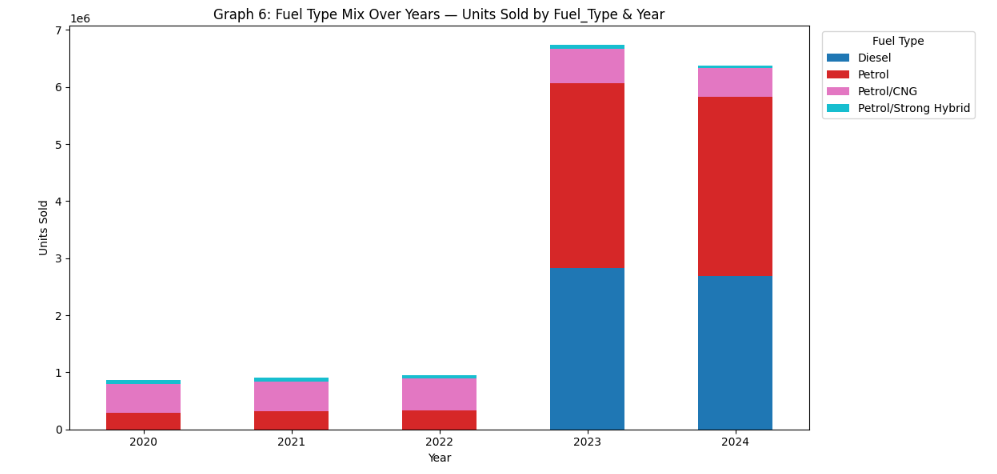 Graph 6: Fuel Type Mix Over Years — Units Sold by Fuel_Type & Year
1e6
7
6
5
4
3
2
1
0
Units Sold
2020 2021 2022 2023 2024
Year
Fuel Type
Diesel
Petrol
Petrol/CNG
Petrol/Strong Hybrid